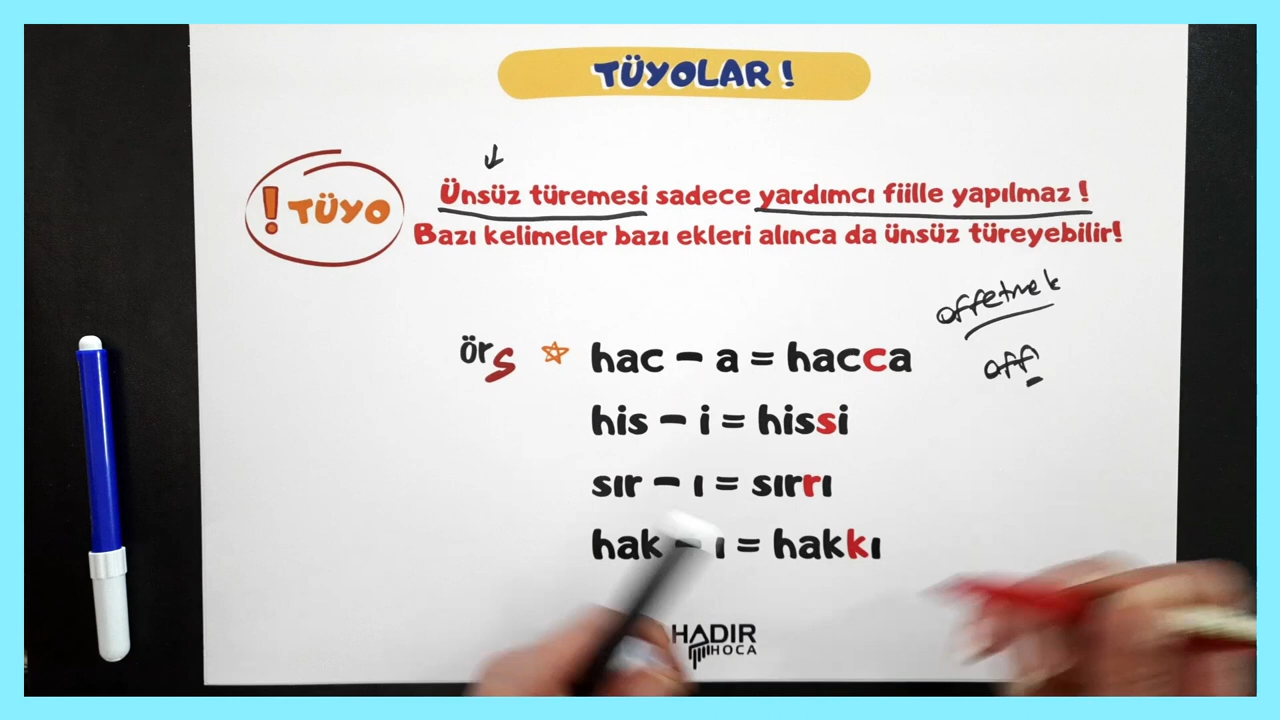 TÜYOLAR !
! TÜYO
Ünsüz türemesi sadece yardımcı fiille yapılmaz !
Bazı kelimeler bazı ekleri alınca da ünsüz türeyebilir!
affetmek
aff
örs
hac - a = hacca
his - i = hissi
sır - ı = sırrı
hak - ı = hakkı
HADIR
HOCA